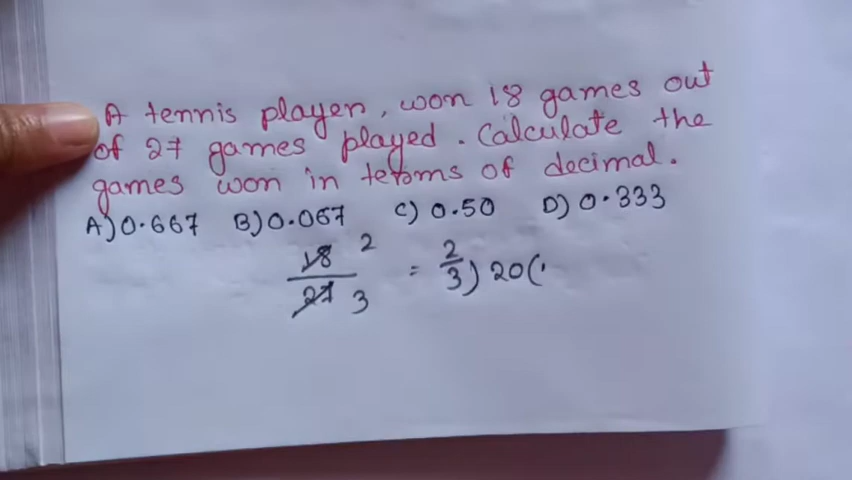 A tennis player, won 18 games out
of 27 games played. Calculate the
games won in terms of decimal.
A) 0.667 B) 0.067 C) 0.50 D) 0.333
18/27 2/3 = 2/3) 20(.